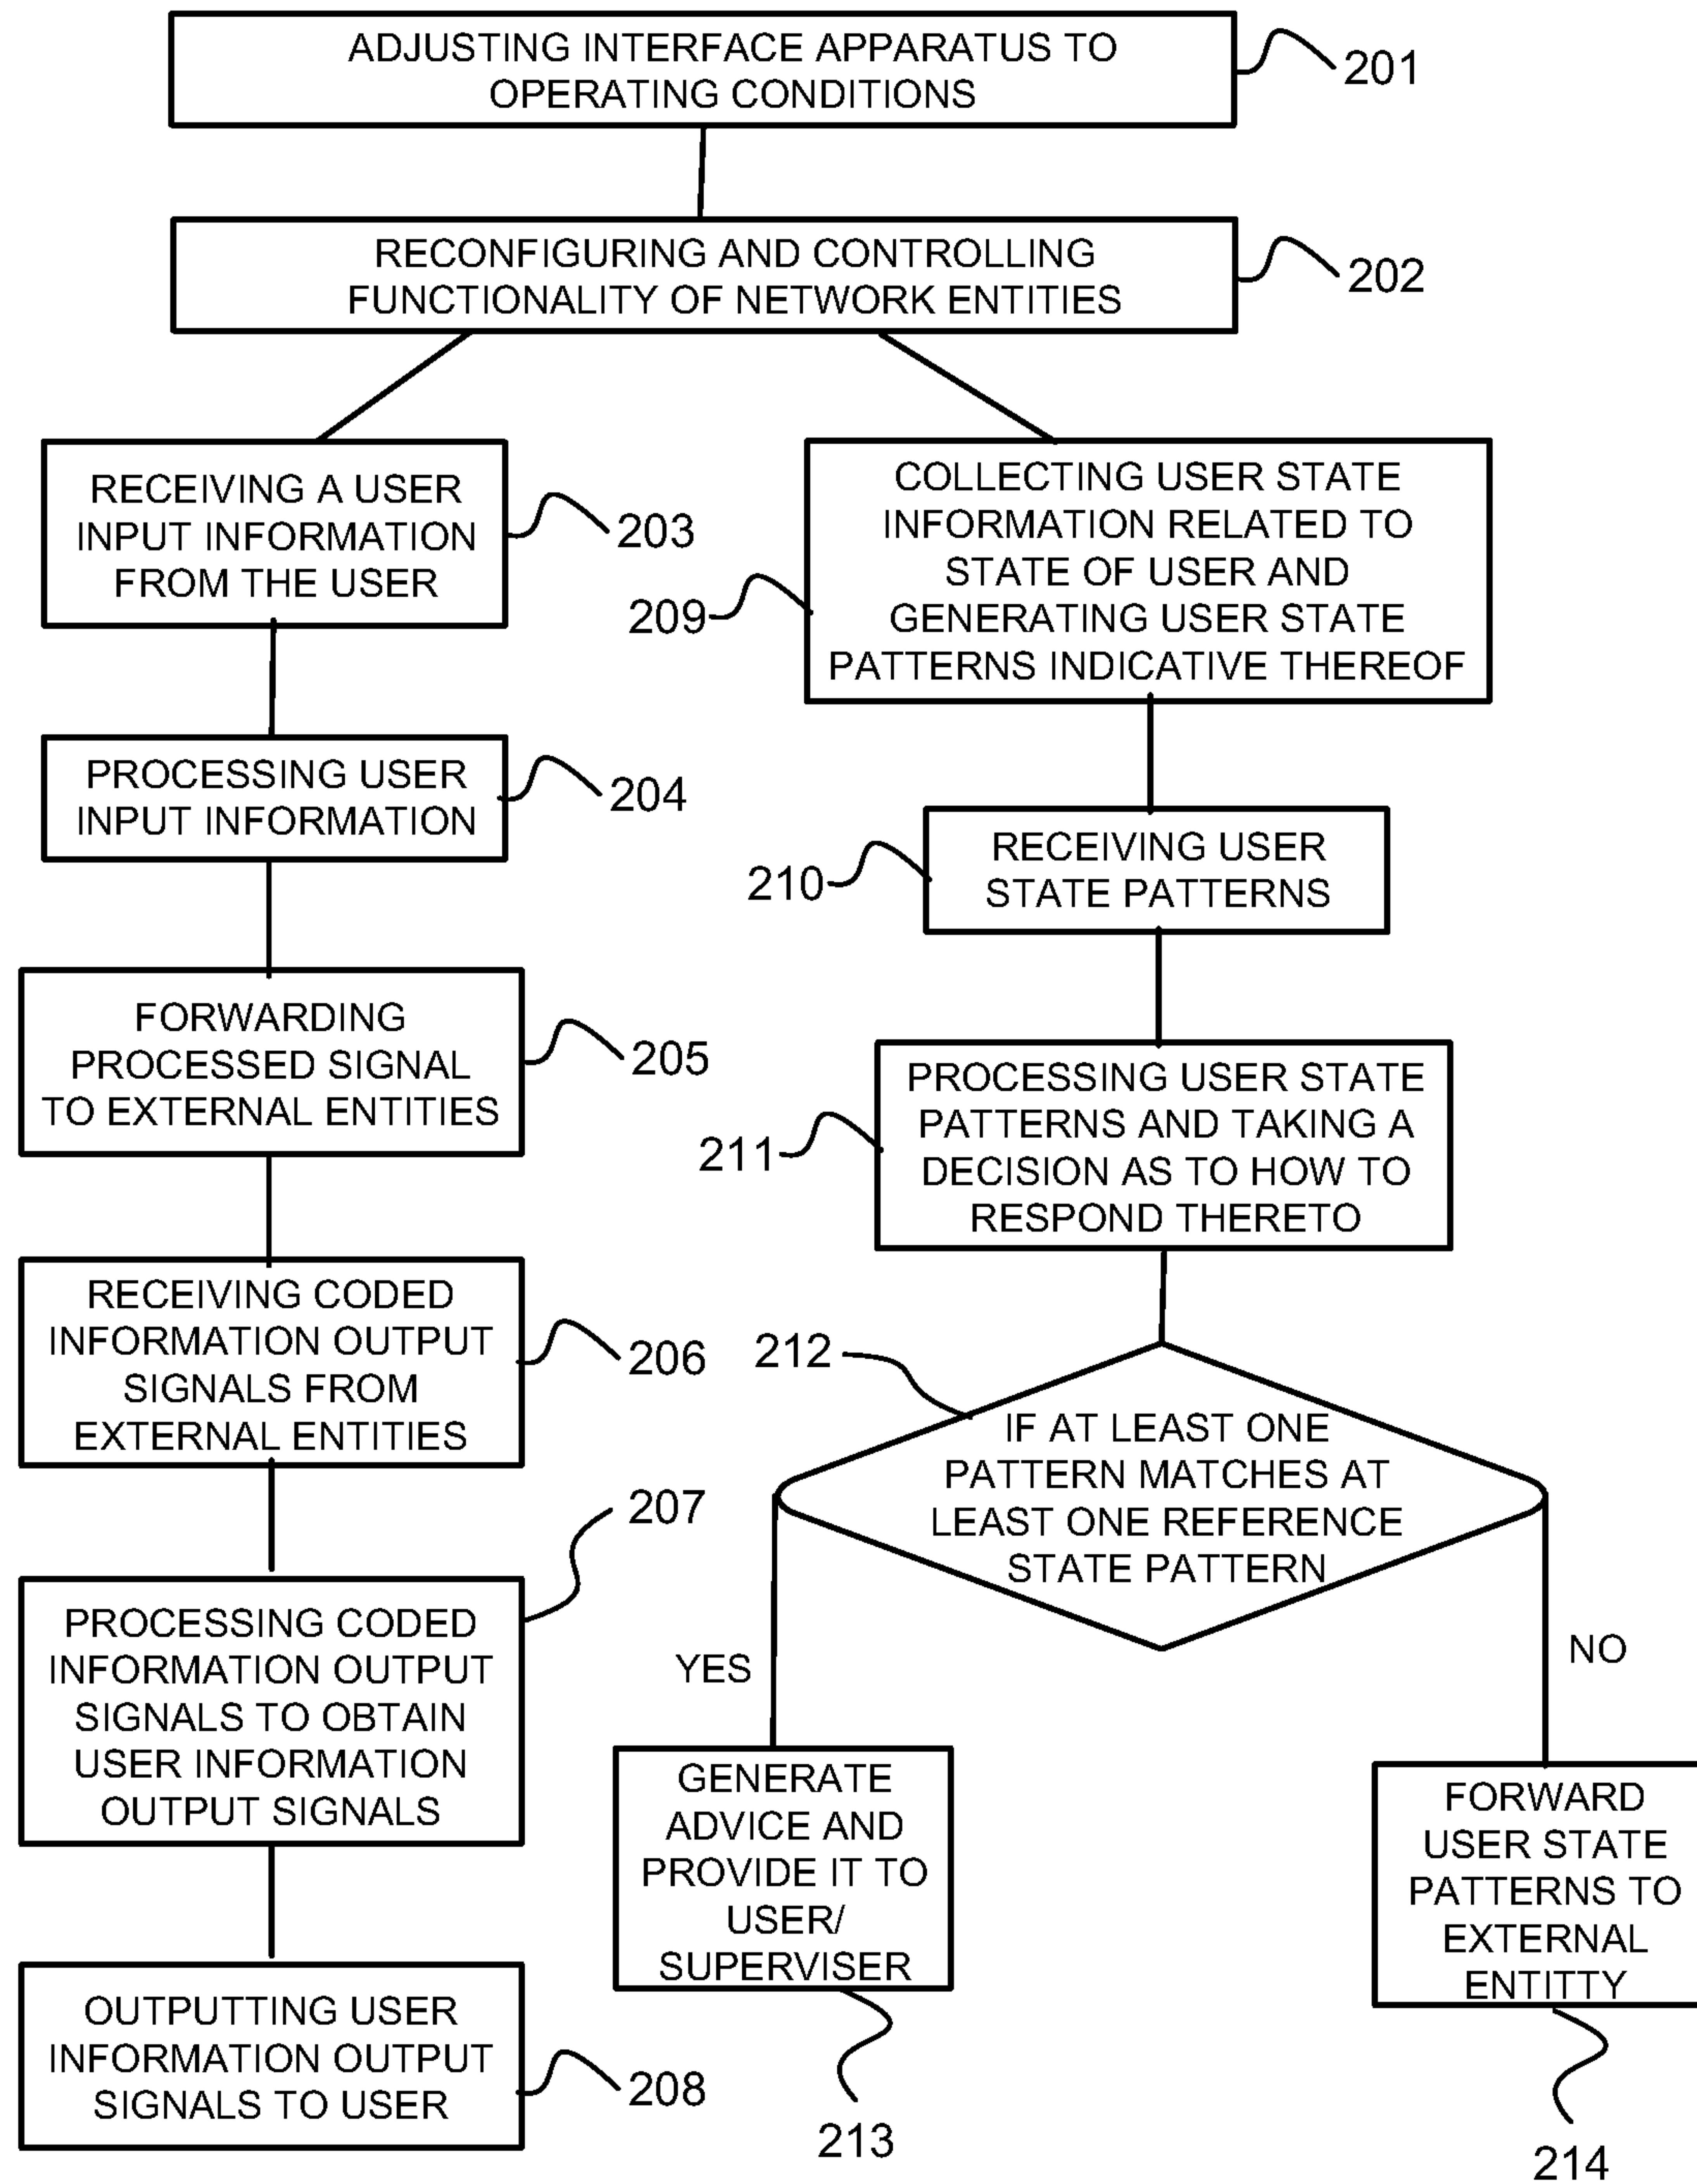 ADJUSTING INTERFACE APPARATUS TO
OPERATING CONDITIONS
201
RECONFIGURING AND CONTROLLING
FUNCTIONALITY OF NETWORK ENTITIES
202
RECEIVING A USER
INPUT INFORMATION
FROM THE USER
203
PROCESSING USER
INPUT INFORMATION
204
FORWARDING
PROCESSED SIGNAL
TO EXTERNAL ENTITIES
205
RECEIVING CODED
INFORMATION OUTPUT
SIGNALS FROM
EXTERNAL ENTITIES
206
PROCESSING CODED
INFORMATION OUTPUT
SIGNALS TO OBTAIN
USER INFORMATION
OUTPUT SIGNALS
207
OUTPUTTING USER
INFORMATION OUTPUT
SIGNALS TO USER
208
COLLECTING USER STATE
INFORMATION RELATED TO
STATE OF USER AND
GENERATING USER STATE
PATTERNS INDICATIVE THEREOF
209
RECEIVING USER
STATE PATTERNS
210
PROCESSING USER STATE
PATTERNS AND TAKING A
DECISION AS TO HOW TO
RESPOND THERETO
211
212
IF AT LEAST ONE
PATTERN MATCHES AT
LEAST ONE REFERENCE
STATE PATTERN
YES
NO
GENERATE
ADVICE AND
PROVIDE IT TO
USER/
SUPERVISER
213
FORWARD
USER STATE
PATTERNS TO
EXTERNAL
ENTITTY
214